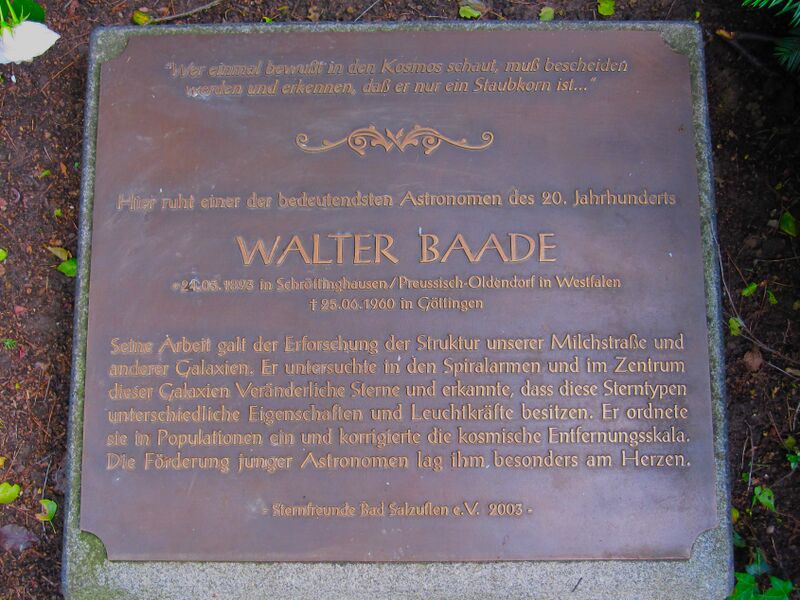 "Wer einmal bewußt in den Kosmos schaut, muß bescheiden
werden und erkennen, daß er nur ein Staubkorn ist..."
Hier ruht einer der bedeutendsten Astronomen des 20. Jahrhunderts
WALTER BAADE
*24.03.1893 in Schröttinghausen/Preussisch-Oldendorf in Westfalen
† 25.06.1960 in Göttingen
Seine Arbeit galt der Erforschung der Struktur unserer Milchstraße und
anderer Galaxien. Er untersuchte in den Spiralarmen und im Zentrum
dieser Galaxien Veränderliche Sterne und erkannte, dass diese Sterntypen
unterschiedliche Eigenschaften und Leuchtkräfte besitzen. Er ordnete
sie in Populationen ein und korrigierte die kosmische Entfernungsskala.
Die Förderung junger Astronomen lag ihm besonders am Herzen.
- Sternfreunde Bad Salzuflen e.V. 2003 -